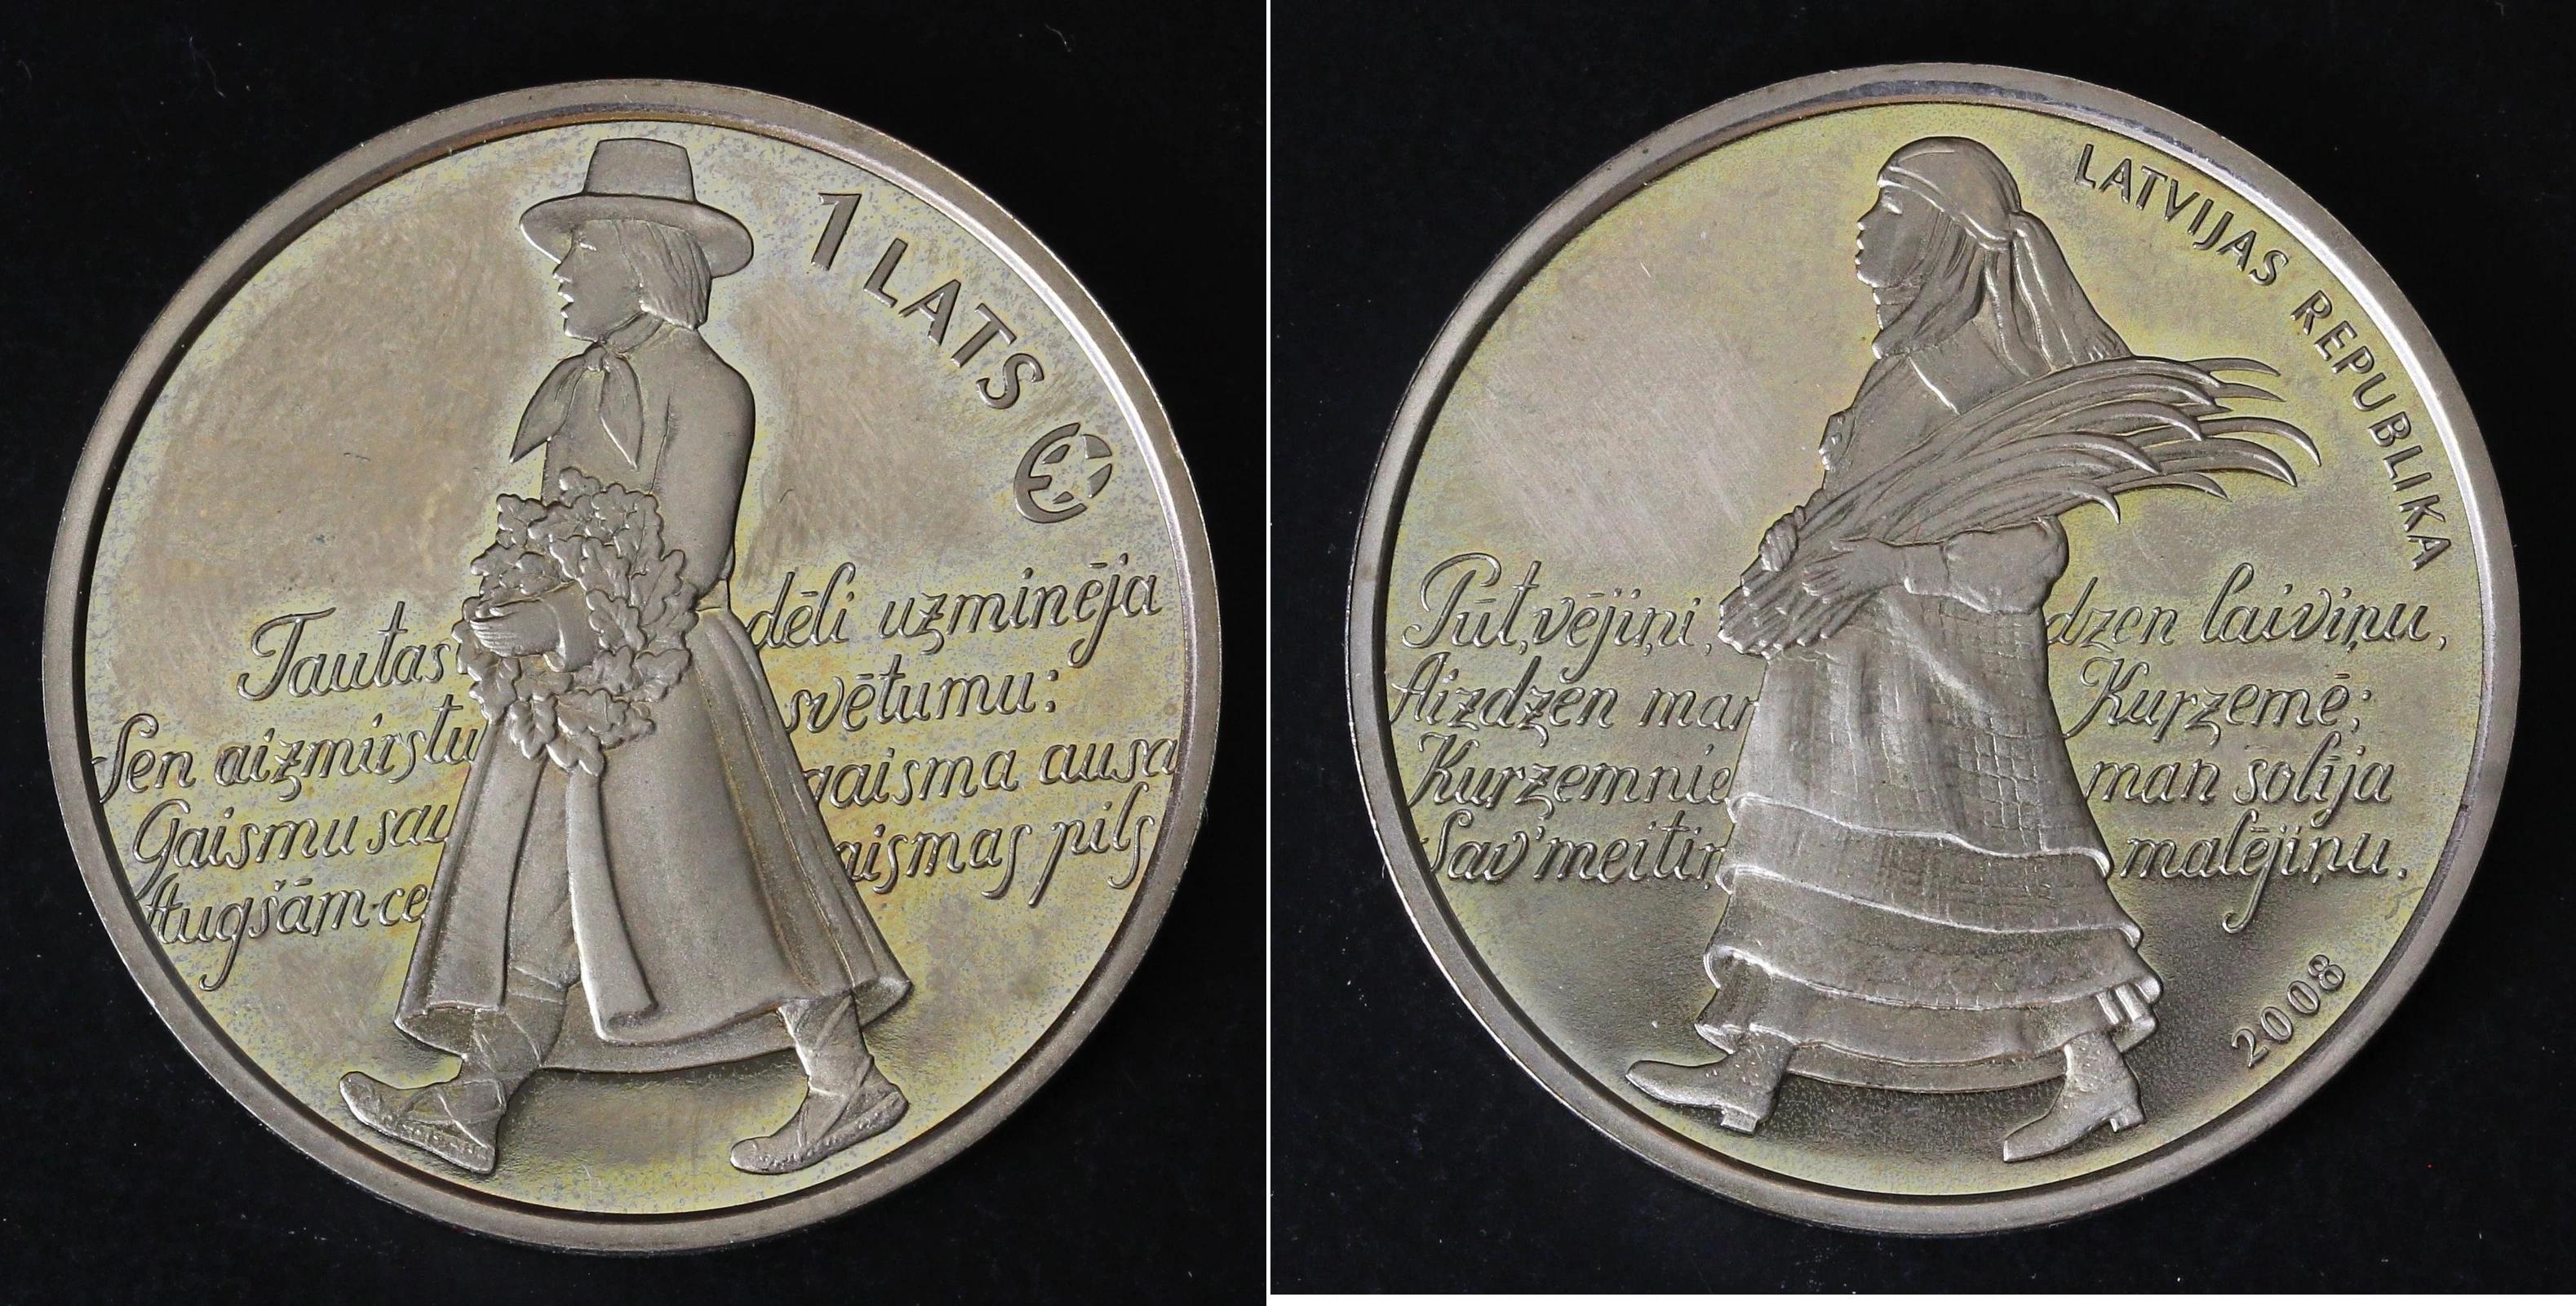 1 LATS
Tautas dēli uzminēja
Sen aizmirstu svētumu:
Gaismu sau gaisma ausa
Augšām ce aismas pils
LATVIJAS REPUBLIKA
Pūt, vējiņi, dzen laiviņu,
Aizdzen man Kurzemē;
Kurzemnie man solīja
Sav' meitiņ malējiņu.
2008